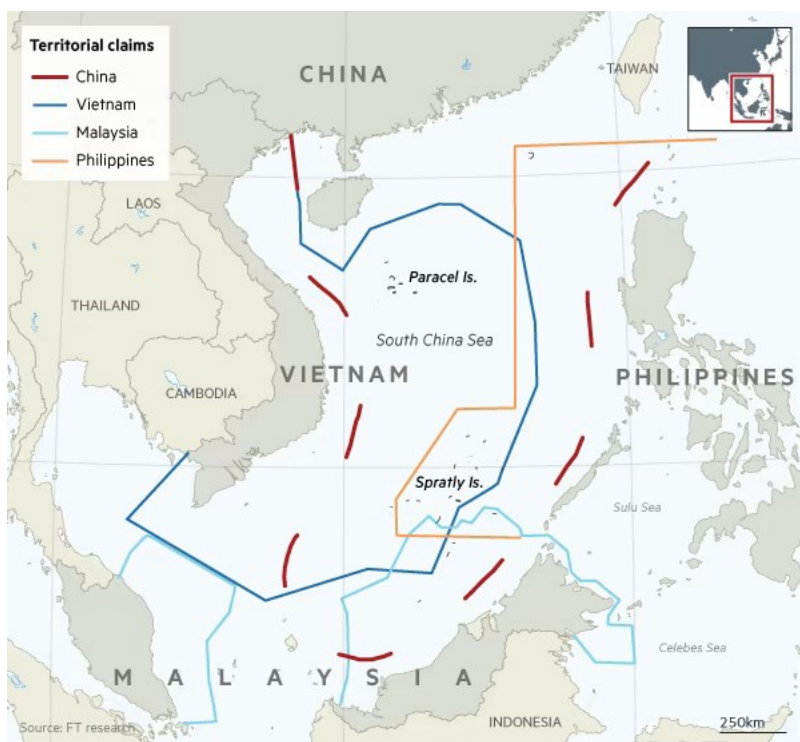 Territorial claims
China
Vietnam
Malaysia
Philippines
CHINA
TAIWAN
LAOS
Paracel Is.
THAILAND
South China Sea
VIETNAM
PHILIPPINES
CAMBODIA
Spratly Is.
Sulu Sea
Celebes Sea
MALAYSIA
INDONESIA
250km
Source: FT research